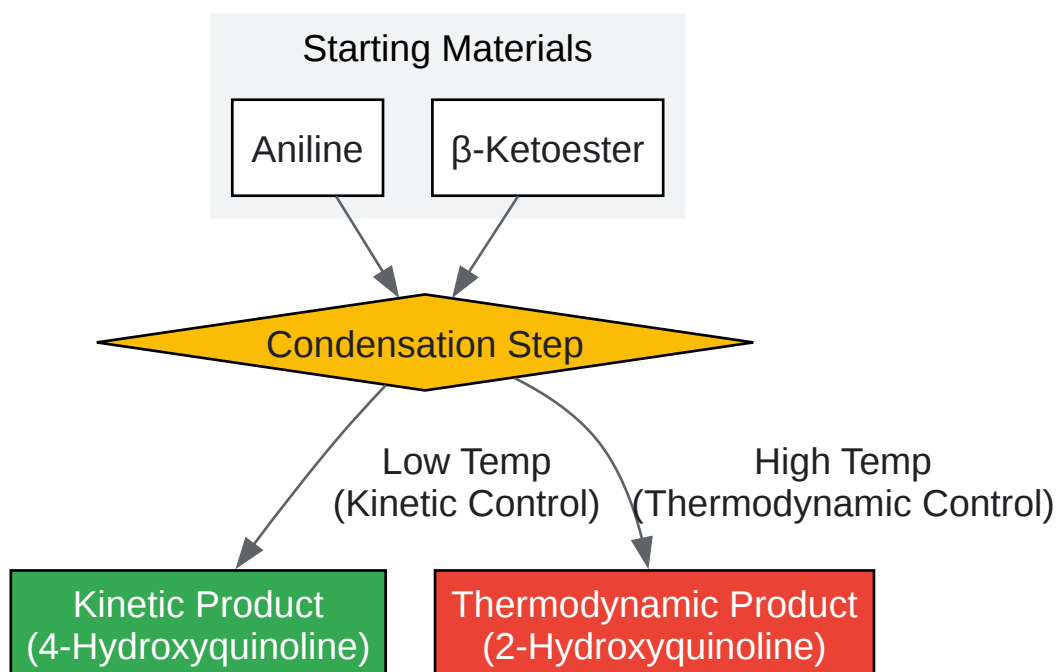 Starting Materials
Aniline
β-Ketoester
Condensation Step
Low Temp
(Kinetic Control)
High Temp
(Thermodynamic Control)
Kinetic Product
(4-Hydroxyquinoline)
Thermodynamic Product
(2-Hydroxyquinoline)